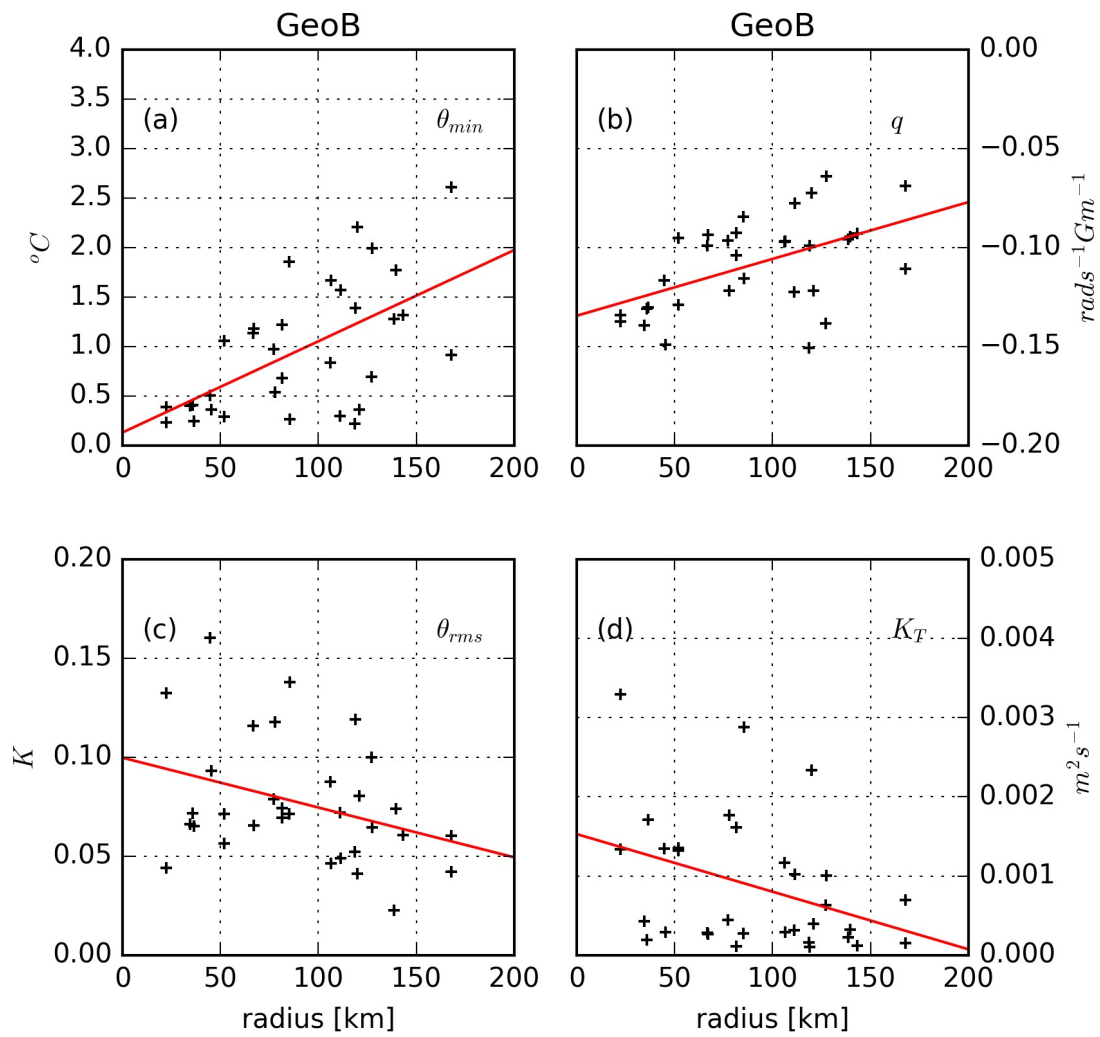 GeoB
GeoB
4.0
3.5
3.0
2.5
2.0
1.5
1.0
0.5
0.0
°C
(a)
θmin
0 50 100 150 200
(b)
q
0.00
−0.05
−0.10
−0.15
−0.20
rads⁻¹Gm⁻¹
0 50 100 150 200
0.20
0.15
0.10
0.05
0.00
K
(c)
θrms
0 50 100 150 200
radius [km]
(d)
K_T
0.005
0.004
0.003
0.002
0.001
0.000
m²s⁻¹
0 50 100 150 200
radius [km]